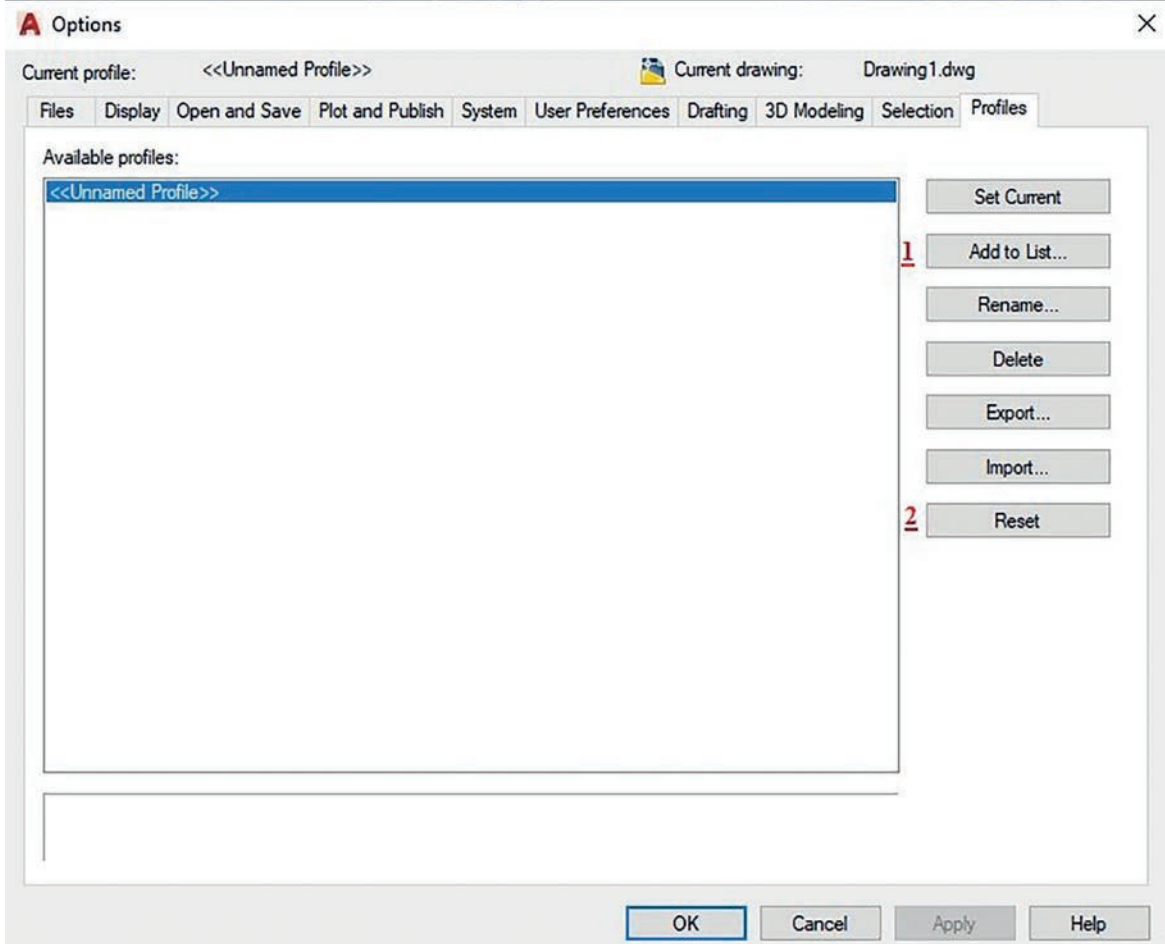 Options
Current profile: <<Unnamed Profile>> Current drawing: Drawing1.dwg
Files Display Open and Save Plot and Publish System User Preferences Drafting 3D Modeling Selection Profiles
Available profiles:
<<Unnamed Profile>>
Set Current
1 Add to List...
Rename...
Delete
Export...
Import...
2 Reset
OK Cancel Apply Help